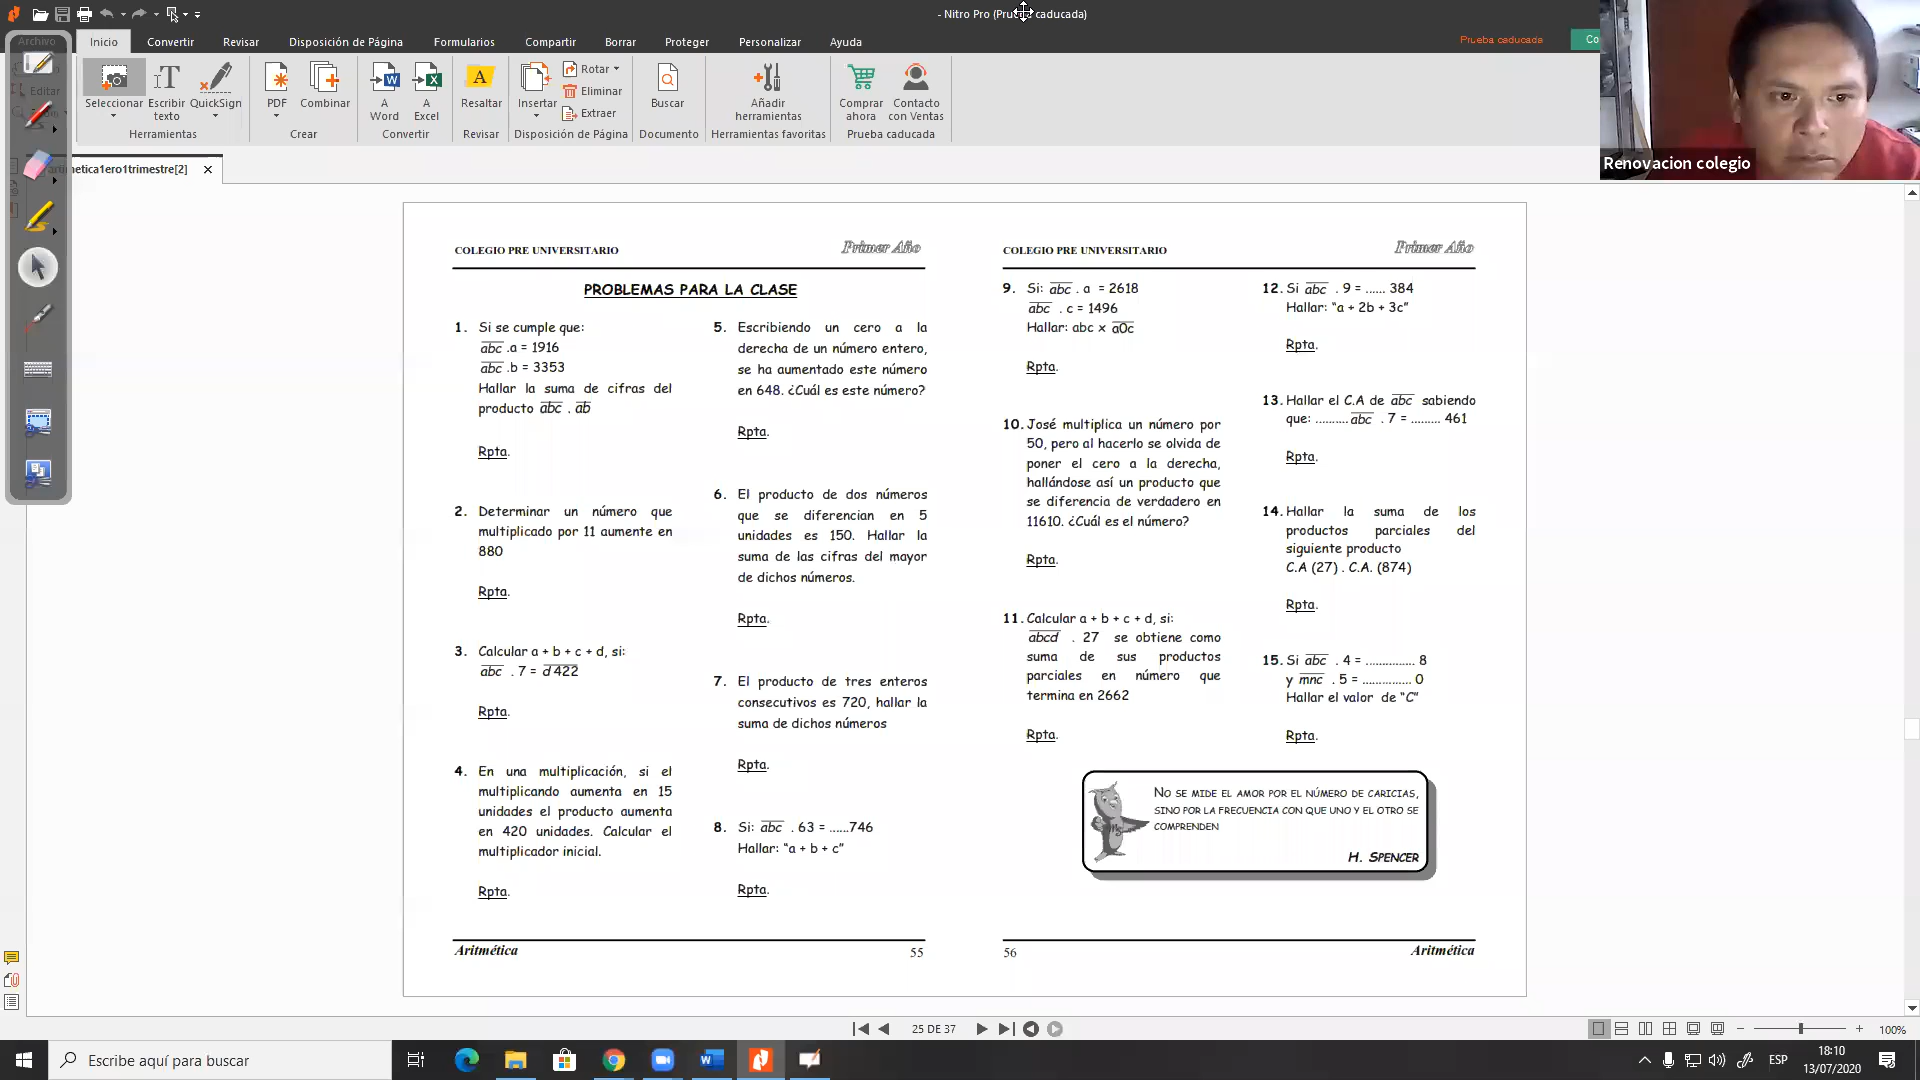 - Nitro Pro (Prueba caducada)
Archivo
Inicio
Convertir
Revisar
Disposición de Página
Formularios
Compartir
Borrar
Proteger
Personalizar
Ayuda
Prueba caducada
Co
Editar
Seleccionar
Escribir texto
QuickSign
Herramientas
PDF
Combinar
Crear
A Word
A Excel
Convertir
Resaltar
Revisar
Insertar
Rotar
Eliminar
Extraer
Disposición de Página
Buscar
Documento
Añadir herramientas
Herramientas favoritas
Comprar ahora
Contacto con Ventas
Prueba caducada
Renovacion colegio
aritmetica1ero1trimestre[2]
COLEGIO PRE UNIVERSITARIO Primer Año
PROBLEMAS PARA LA CLASE
1. Si se cumple que:
abc .a = 1916
abc .b = 3353
Hallar la suma de cifras del
producto abc . ab
Rpta.
2. Determinar un número que
multiplicado por 11 aumente en
880
Rpta.
3. Calcular a + b + c + d, si:
abc . 7 = d422
Rpta.
4. En una multiplicación, si el
multiplicando aumenta en 15
unidades el producto aumenta
en 420 unidades. Calcular el
multiplicador inicial.
Rpta.
5. Escribiendo un cero a la
derecha de un número entero,
se ha aumentado este número
en 648. ¿Cuál es este número?
Rpta.
6. El producto de dos números
que se diferencian en 5
unidades es 150. Hallar la
suma de las cifras del mayor
de dichos números.
Rpta.
7. El producto de tres enteros
consecutivos es 720, hallar la
suma de dichos números
Rpta.
8. Si: abc . 63 = ......746
Hallar: "a + b + c"
Rpta.
Aritmética 55
COLEGIO PRE UNIVERSITARIO Primer Año
9. Si: abc . a = 2618
abc . c = 1496
Hallar: abc x a0c
Rpta.
10. José multiplica un número por
50, pero al hacerlo se olvida de
poner el cero a la derecha,
hallándose así un producto que
se diferencia de verdadero en
11610. ¿Cuál es el número?
Rpta.
11. Calcular a + b + c + d, si:
abcd . 27 se obtiene como
suma de sus productos
parciales en número que
termina en 2662
Rpta.
12. Si abc . 9 = ...... 384
Hallar: "a + 2b + 3c"
Rpta.
13. Hallar el C.A de abc sabiendo
que: ..........abc . 7 = ......... 461
Rpta.
14. Hallar la suma de los
productos parciales del
siguiente producto
C.A (27) . C.A. (874)
Rpta.
15. Si abc . 4 = ............... 8
y mnc . 5 = ............... 0
Hallar el valor de "C"
Rpta.
NO SE MIDE EL AMOR POR EL NÚMERO DE CARICIAS,
SINO POR LA FRECUENCIA CON QUE UNO Y EL OTRO SE
COMPRENDEN
H. SPENCER
56 Aritmética
25 DE 37
100%
Escribe aquí para buscar
ESP
18:10
13/07/2020